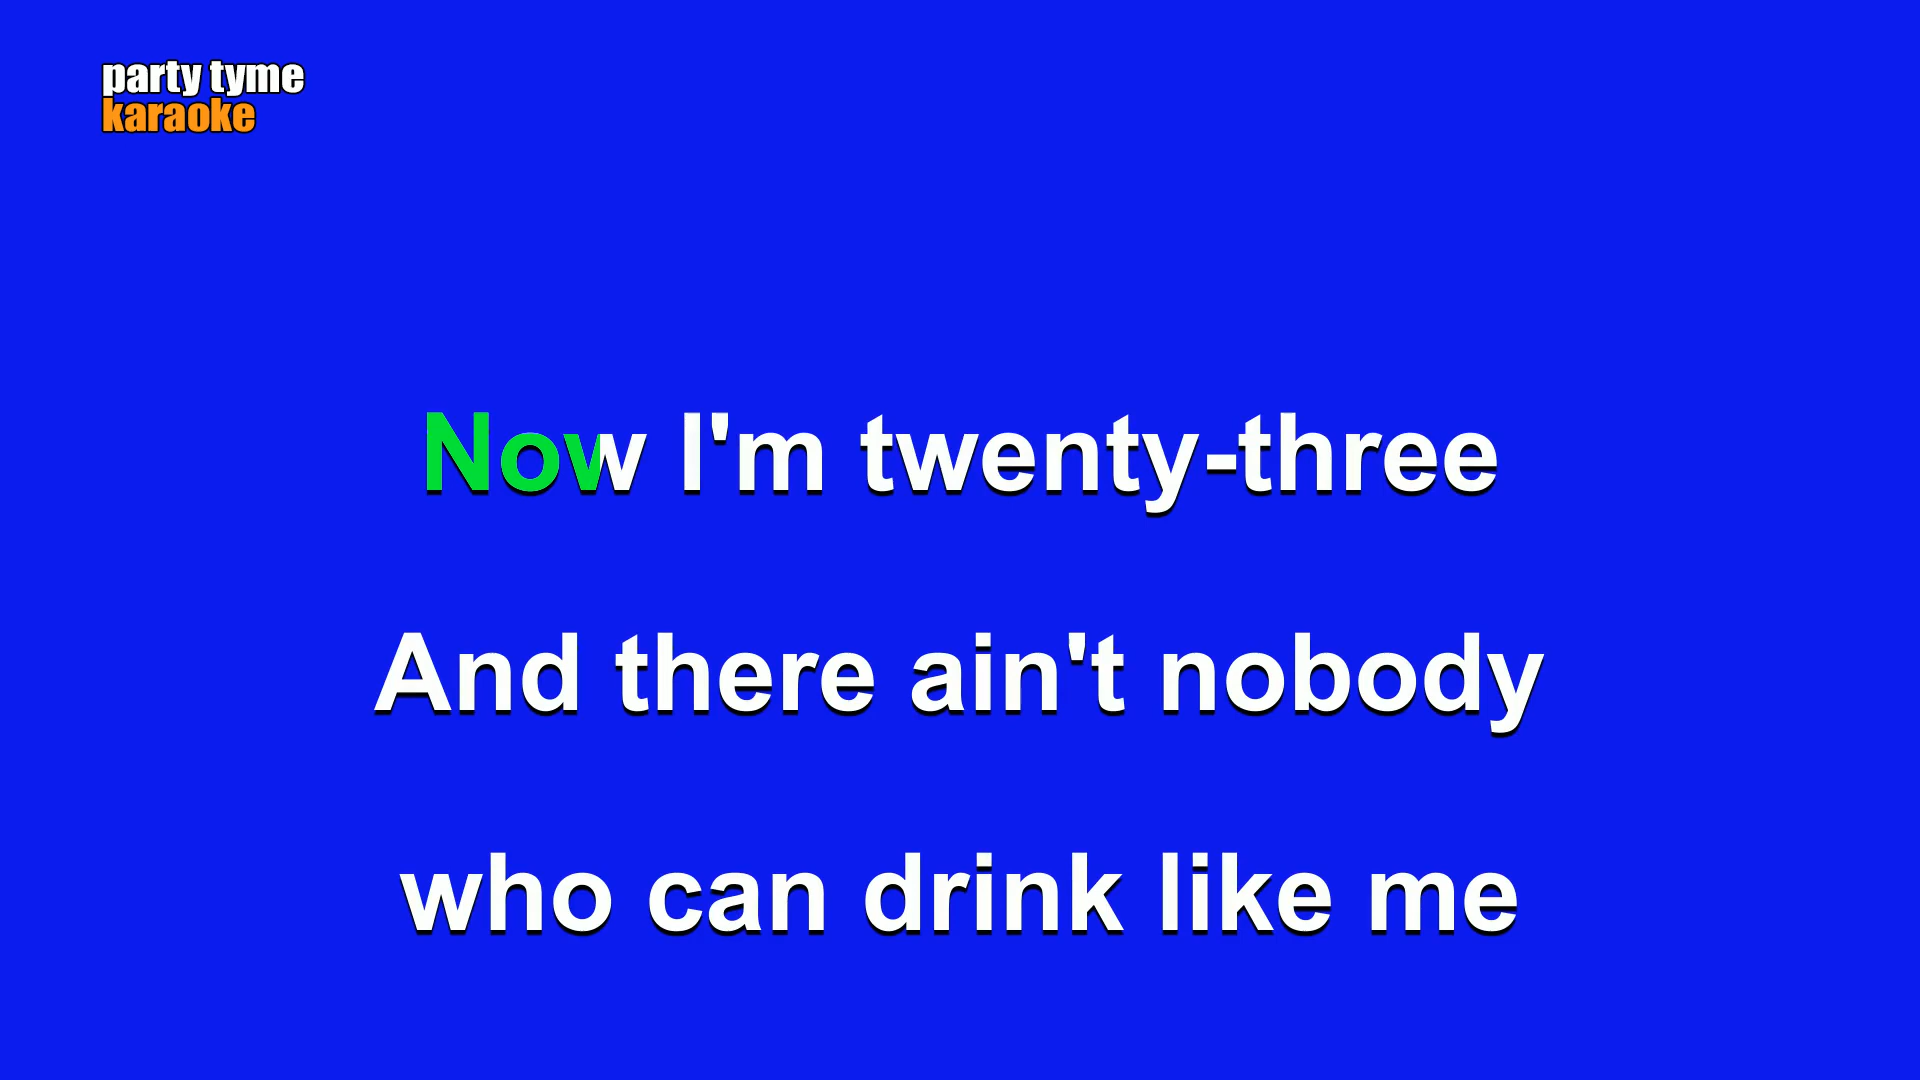 party tyme
karaoke
Now I'm twenty-three
And there ain't nobody
who can drink like me